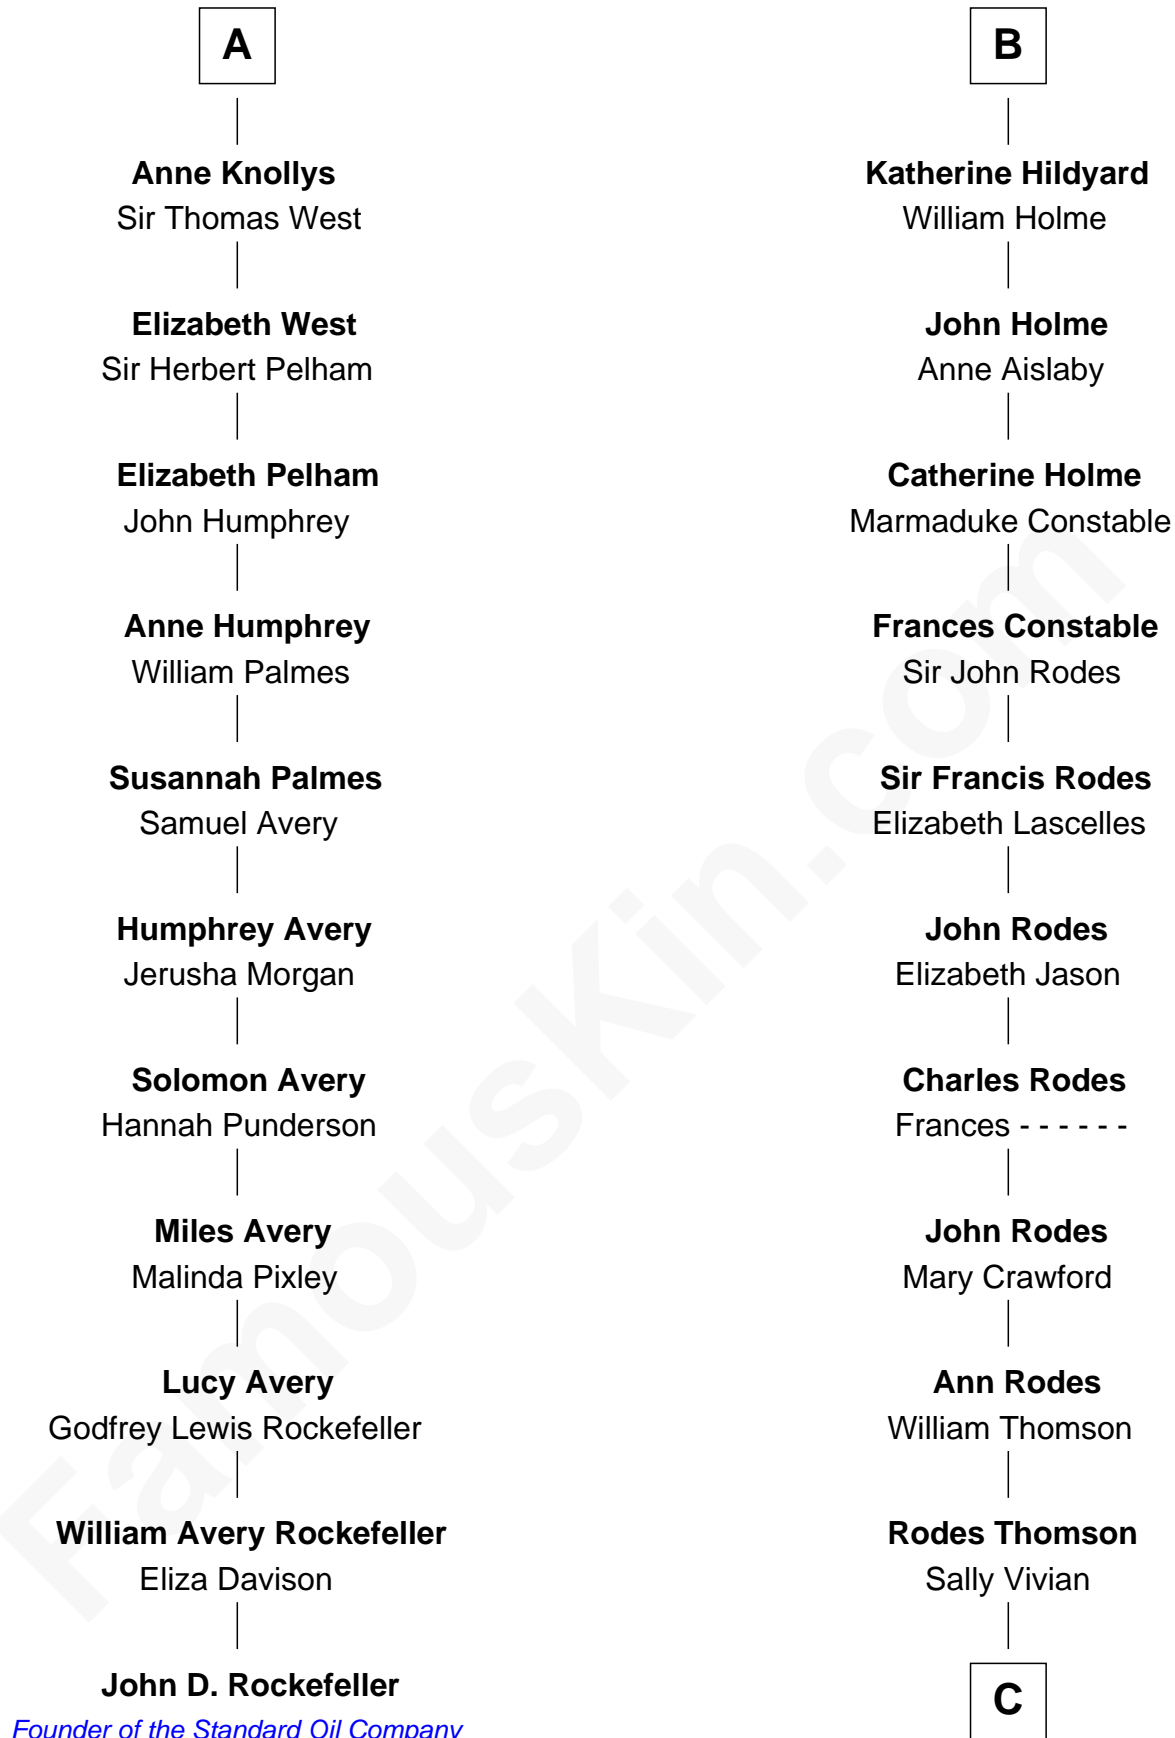 A
Anne Knollys
Sir Thomas West
Elizabeth West
Sir Herbert Pelham
Elizabeth Pelham
John Humphrey
Anne Humphrey
William Palmes
Susannah Palmes
Samuel Avery
Humphrey Avery
Jerusha Morgan
Solomon Avery
Hannah Punderson
Miles Avery
Malinda Pixley
Lucy Avery
Godfrey Lewis Rockefeller
William Avery Rockefeller
Eliza Davison
John D. Rockefeller
Founder of the Standard Oil Company
B
Katherine Hildyard
William Holme
John Holme
Anne Aislaby
Catherine Holme
Marmaduke Constable
Frances Constable
Sir John Rodes
Sir Francis Rodes
Elizabeth Lascelles
John Rodes
Elizabeth Jason
Charles Rodes
Frances - - - - - -
John Rodes
Mary Crawford
Ann Rodes
William Thomson
Rodes Thomson
Sally Vivian
C
FamousKin.com